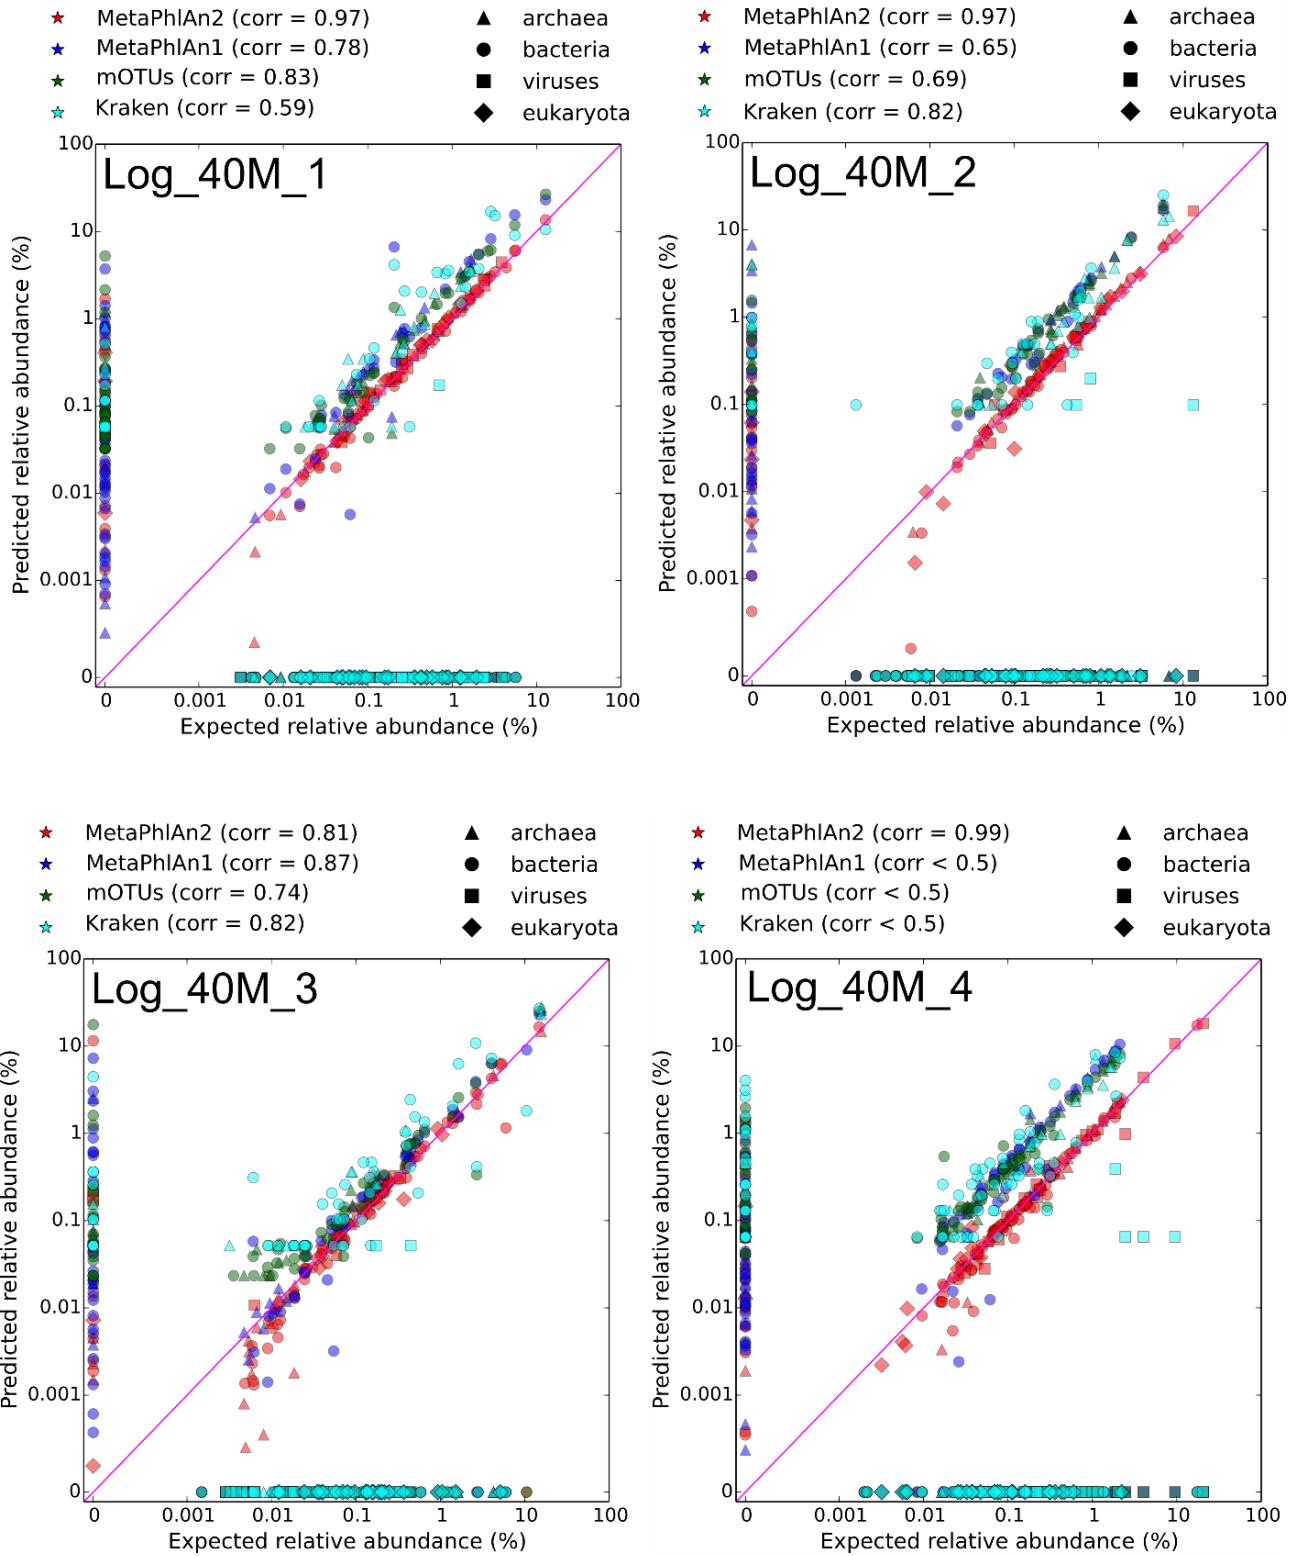 MetaPhlAn2 (corr = 0.97)
MetaPhlAn1 (corr = 0.78)
mOTUs (corr = 0.83)
Kraken (corr = 0.59)
archaea
bacteria
viruses
eukaryota
Log_40M_1
100
10
1
0.1
0.01
0.001
0
Predicted relative abundance (%)
0
0.001
0.01
0.1
1
10
100
Expected relative abundance (%)
MetaPhlAn2 (corr = 0.97)
MetaPhlAn1 (corr = 0.65)
mOTUs (corr = 0.69)
Kraken (corr = 0.82)
archaea
bacteria
viruses
eukaryota
Log_40M_2
100
10
1
0.1
0.01
0.001
0
Predicted relative abundance (%)
0
0.001
0.01
0.1
1
10
100
Expected relative abundance (%)
MetaPhlAn2 (corr = 0.81)
MetaPhlAn1 (corr = 0.87)
mOTUs (corr = 0.74)
Kraken (corr = 0.82)
archaea
bacteria
viruses
eukaryota
Log_40M_3
100
10
1
0.1
0.01
0.001
0
Predicted relative abundance (%)
0
0.001
0.01
0.1
1
10
100
Expected relative abundance (%)
MetaPhlAn2 (corr = 0.99)
MetaPhlAn1 (corr < 0.5)
mOTUs (corr < 0.5)
Kraken (corr < 0.5)
archaea
bacteria
viruses
eukaryota
Log_40M_4
100
10
1
0.1
0.01
0.001
0
Predicted relative abundance (%)
0
0.001
0.01
0.1
1
10
100
Expected relative abundance (%)